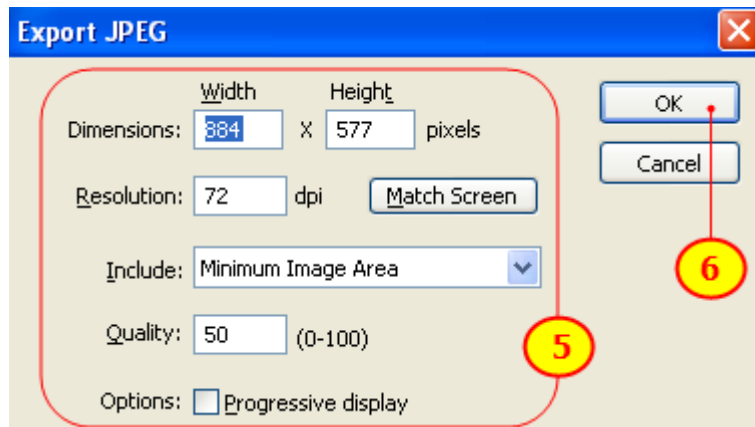 Export JPEG
Width Height
Dimensions: 884 X 577 pixels
OK
Cancel
Resolution: 72 dpi Match Screen
6
Include: Minimum Image Area
Quality: 50 (0-100)
5
Options: Progressive display